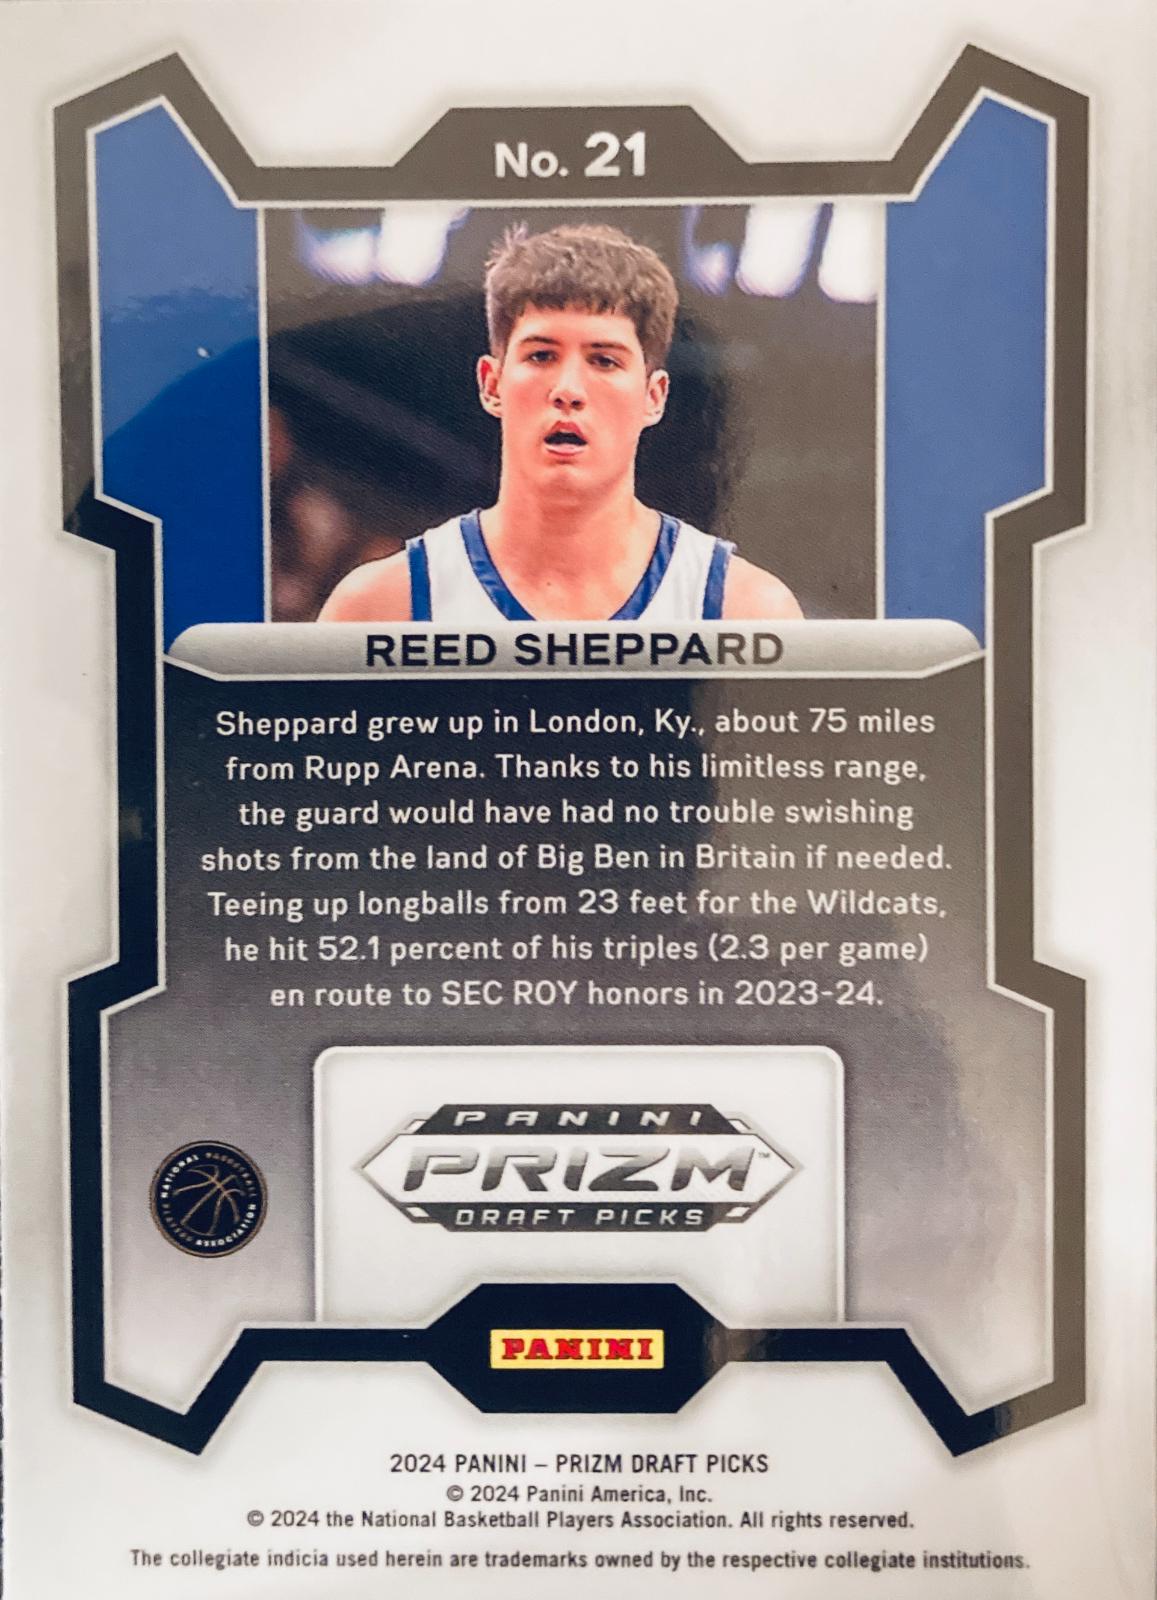 No. 21
REED SHEPPARD
Sheppard grew up in London, Ky., about 75 miles
from Rupp Arena. Thanks to his limitless range,
the guard would have had no trouble swishing
shots from the land of Big Ben in Britain if needed.
Teeing up longballs from 23 feet for the Wildcats,
he hit 52.1 percent of his triples (2.3 per game)
en route to SEC ROY honors in 2023-24.
NATIONAL BASKETBALL PLAYERS ASSOCIATION
PANINI
PRIZM™
DRAFT PICKS
PANINI
2024 PANINI – PRIZM DRAFT PICKS
© 2024 Panini America, Inc.
© 2024 the National Basketball Players Association. All rights reserved.
The collegiate indicia used herein are trademarks owned by the respective collegiate institutions.